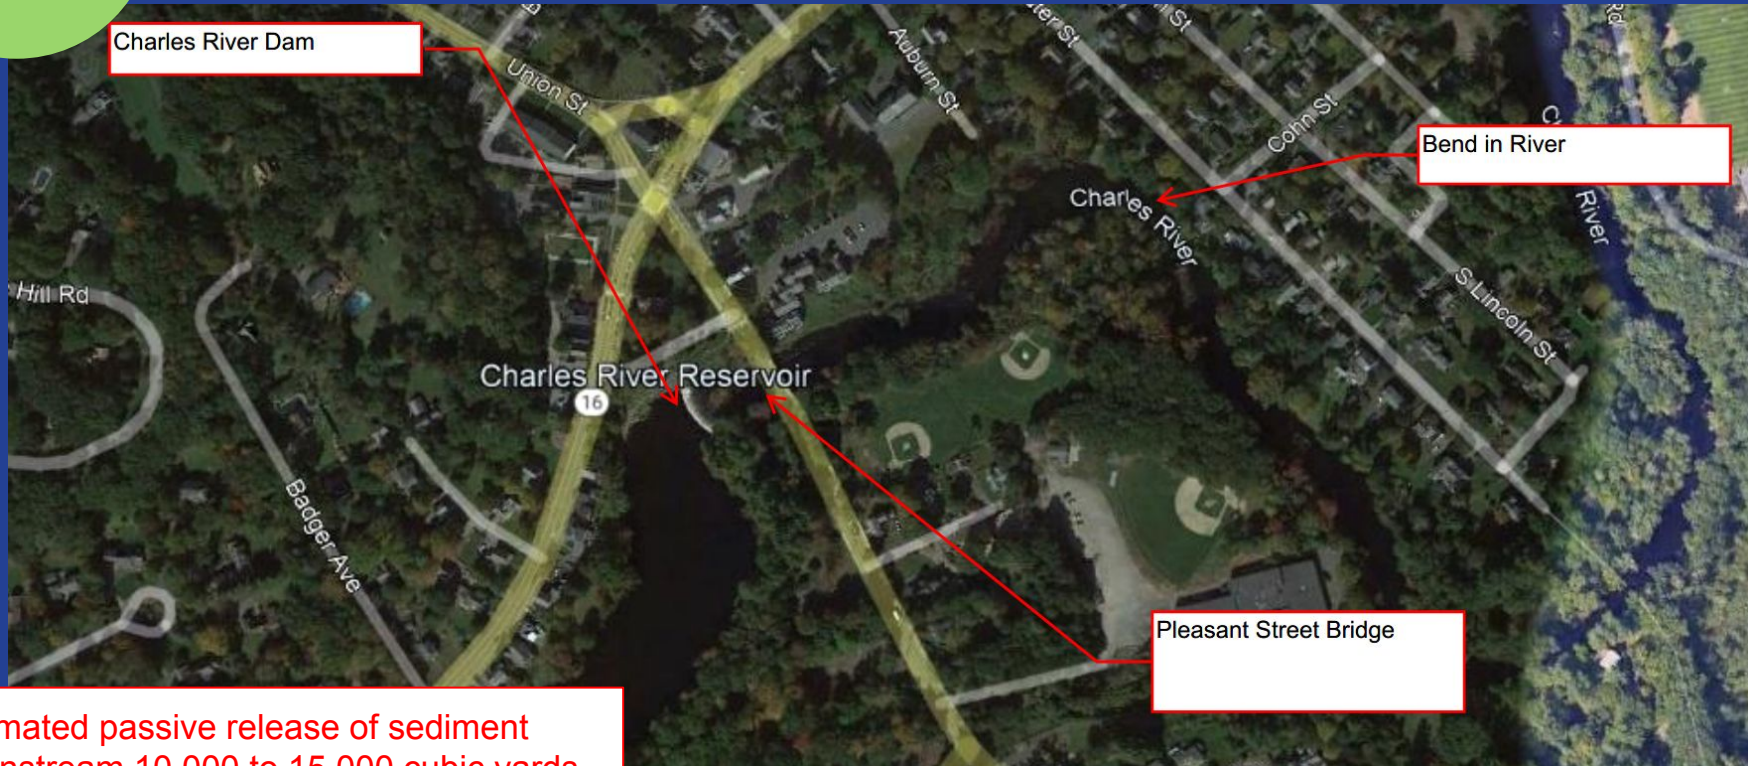 Charles River Dam
Union St
Auburn St
Cohn St
Bend in River
Charles River
River
Hill Rd
S Lincoln St
Charles River Reservoir
16
Badger Ave
Pleasant Street Bridge
mated passive release of sediment
nstream 10,000 to 15,000 cubic yards